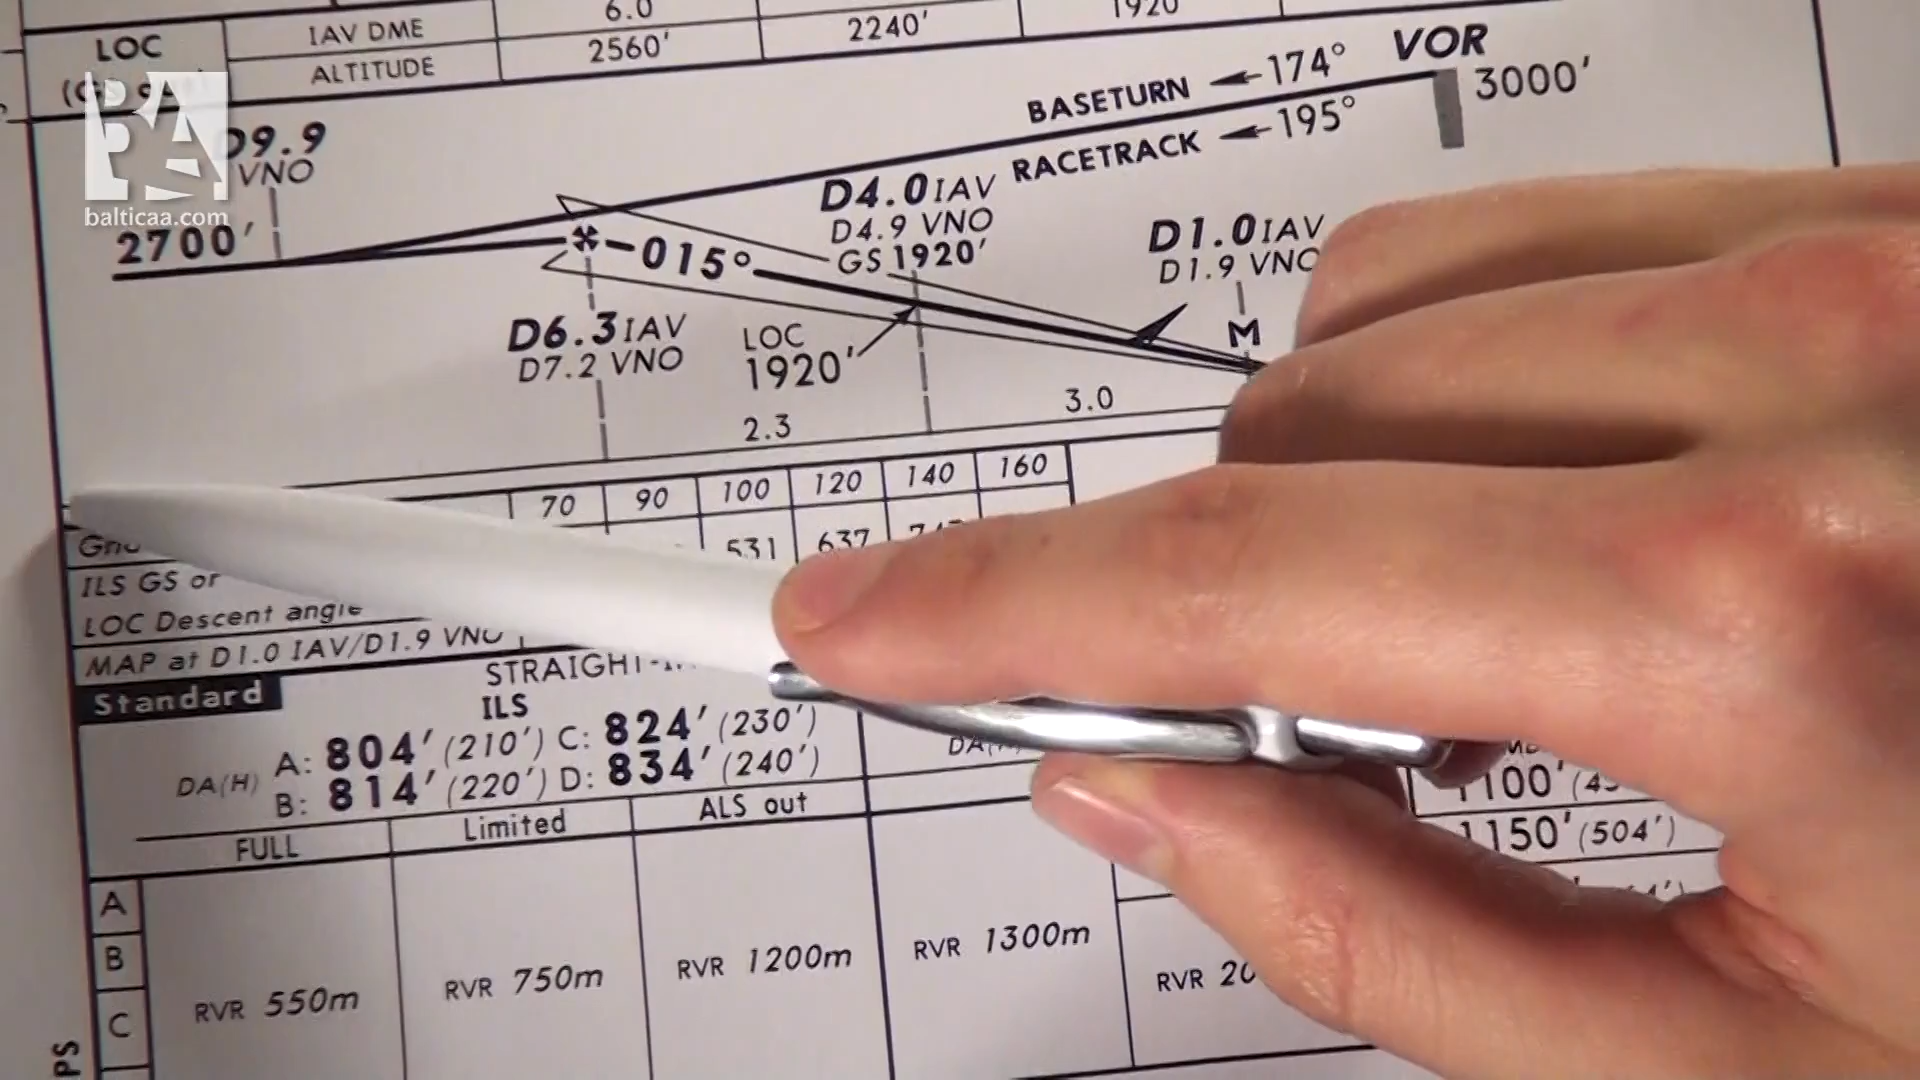 LOC
IAV DME
6.0
1920
ALTITUDE
2560'
2240'
BA
balticaa.com
D9.9
VNO
2700'
BASETURN 174°
RACETRACK 195°
VOR
3000'
015°
D4.0 IAV
D4.9 VNO
GS 1920'
D1.0 IAV
D1.9 VNO
M
D6.3 IAV
D7.2 VNO
LOC
1920'
2.3
3.0
70 90 100 120 140 160
531 637
ILS GS or
LOC Descent angle
MAP at D1.0 IAV/D1.9 VNO
Standard
ILS
DA(H)
A: 804' (210') C: 824' (230')
B: 814' (220') D: 834' (240')
1150' (504')
FULL
Limited
ALS out
A
B
C
RVR 550m
RVR 750m
RVR 1200m
RVR 1300m
RVR